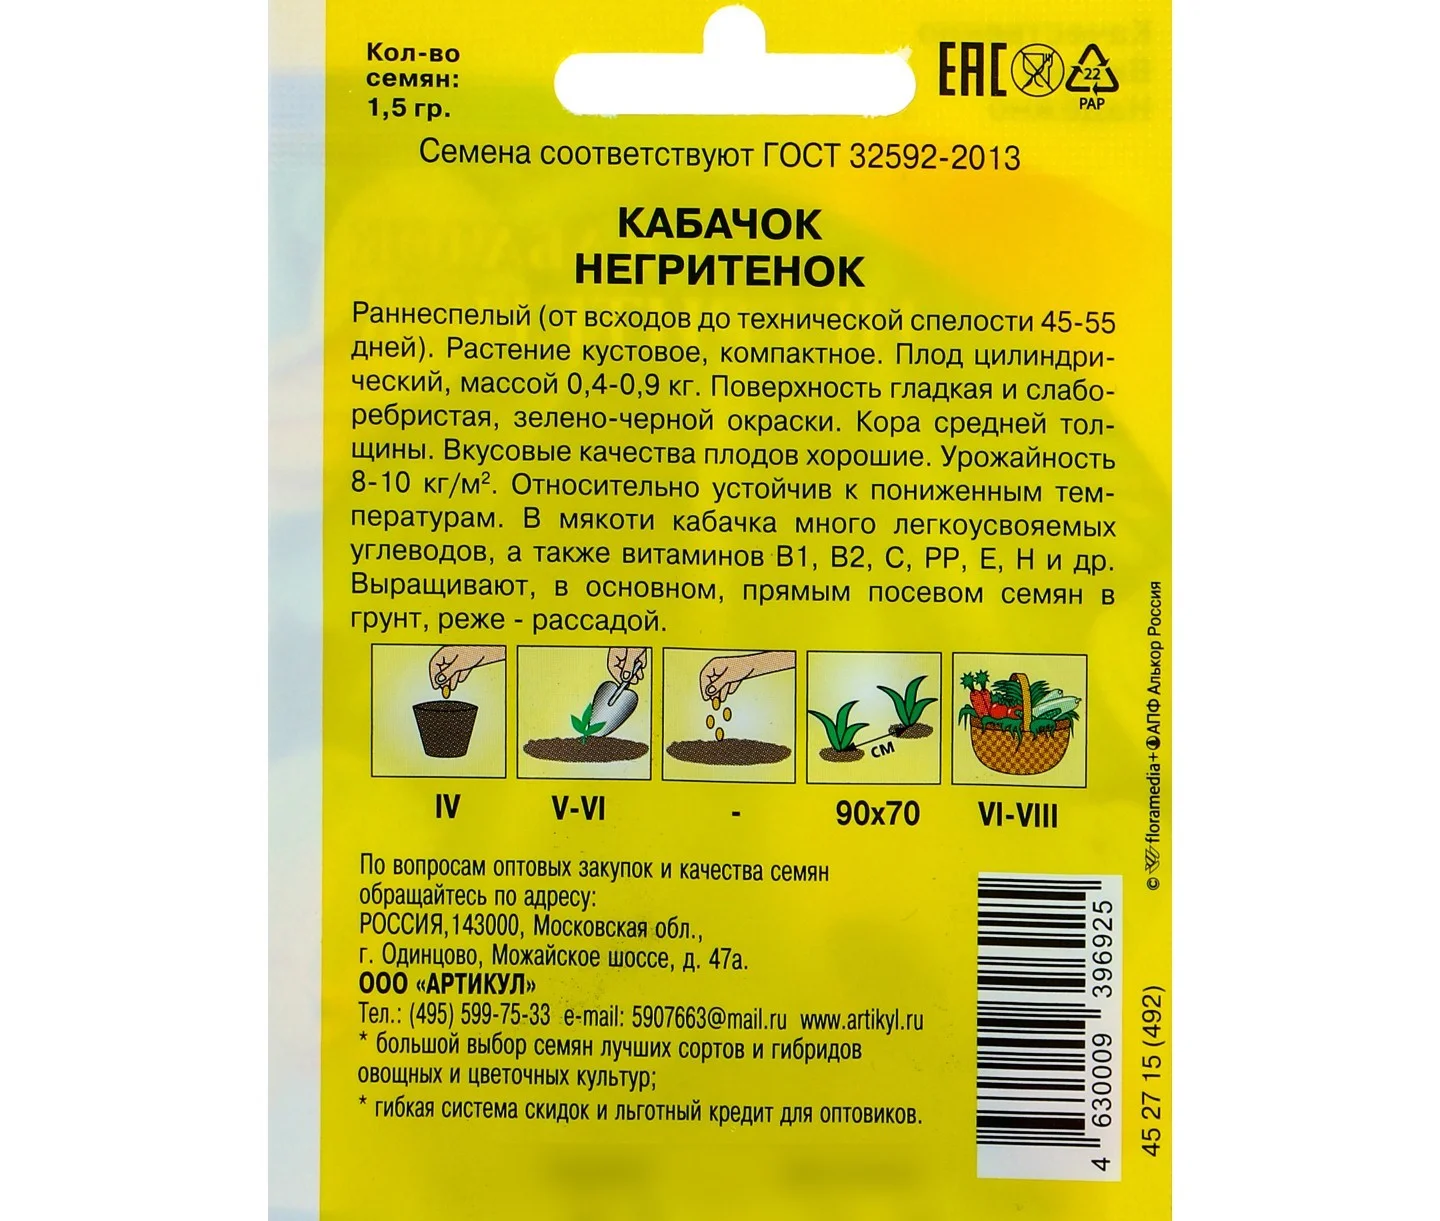 Кол-во
семян:
1,5 гр.
EAC
22
PAP
Семена соответствуют ГОСТ 32592-2013
КАБАЧОК
НЕГРИТЕНОК
Раннеспелый (от всходов до технической спелости 45-55
дней). Растение кустовое, компактное. Плод цилиндри-
ческий, массой 0,4-0,9 кг. Поверхность гладкая и слабо-
ребристая, зелено-черной окраски. Кора средней тол-
щины. Вкусовые качества плодов хорошие. Урожайность
8-10 кг/м². Относительно устойчив к пониженным тем-
пературам. В мякоти кабачка много легкоусвояемых
углеводов, а также витаминов В1, В2, С, РР, Е, Н и др.
Выращивают, в основном, прямым посевом семян в
грунт, реже - рассадой.
см
IV V-VI - 90х70 VI-VIII
По вопросам оптовых закупок и качества семян
обращайтесь по адресу:
РОССИЯ,143000, Московская обл.,
г. Одинцово, Можайское шоссе, д. 47а.
ООО «АРТИКУЛ»
Тел.: (495) 599-75-33 e-mail: 5907663@mail.ru www.artikyl.ru
* большой выбор семян лучших сортов и гибридов
овощных и цветочных культур;
* гибкая система скидок и льготный кредит для оптовиков.
4 630009 396925
45 27 15 (492)
© floramedia+АПФ Алькор Россия